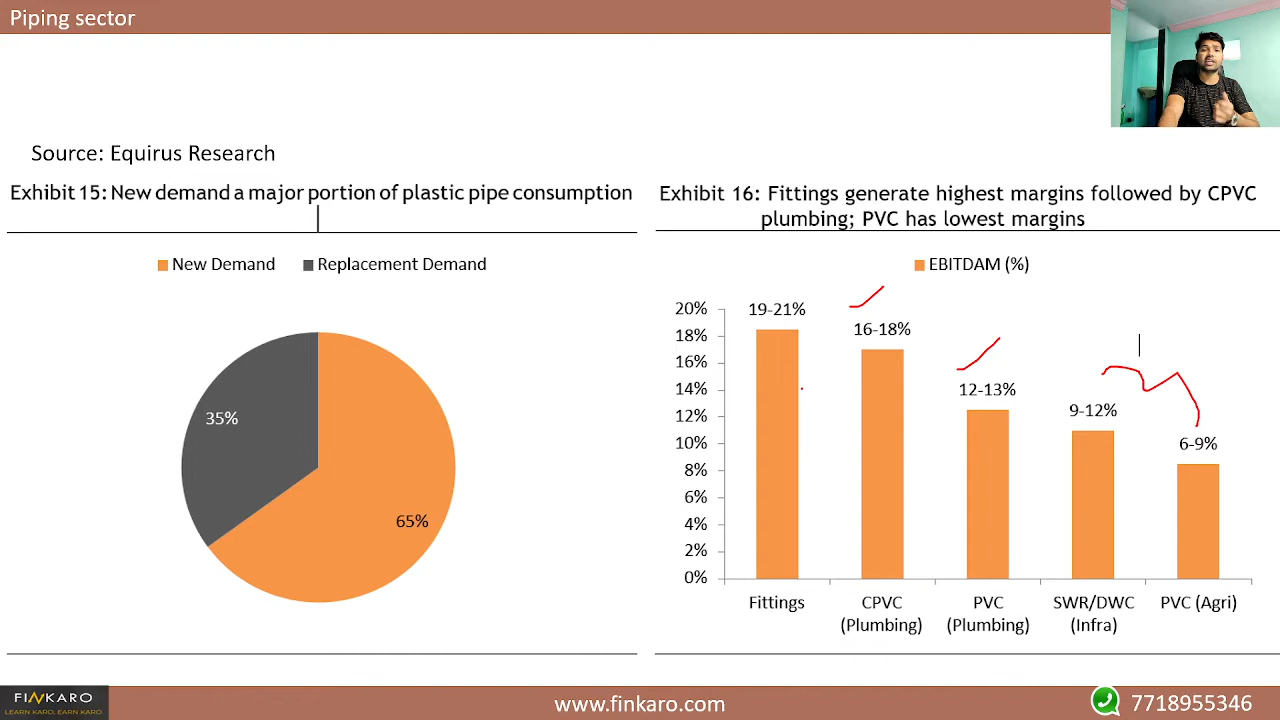 Piping sector
Source: Equirus Research
Exhibit 15: New demand a major portion of plastic pipe consumption
New Demand
Replacement Demand
35%
65%
Exhibit 16: Fittings generate highest margins followed by CPVC
plumbing; PVC has lowest margins
EBITDAM (%)
20%
18%
16%
14%
12%
10%
8%
6%
4%
2%
0%
19-21%
16-18%
12-13%
9-12%
6-9%
Fittings
CPVC
(Plumbing)
PVC
(Plumbing)
SWR/DWC
(Infra)
PVC (Agri)
FINKARO
LEARN KARO, EARN KARO
www.finkaro.com
7718955346